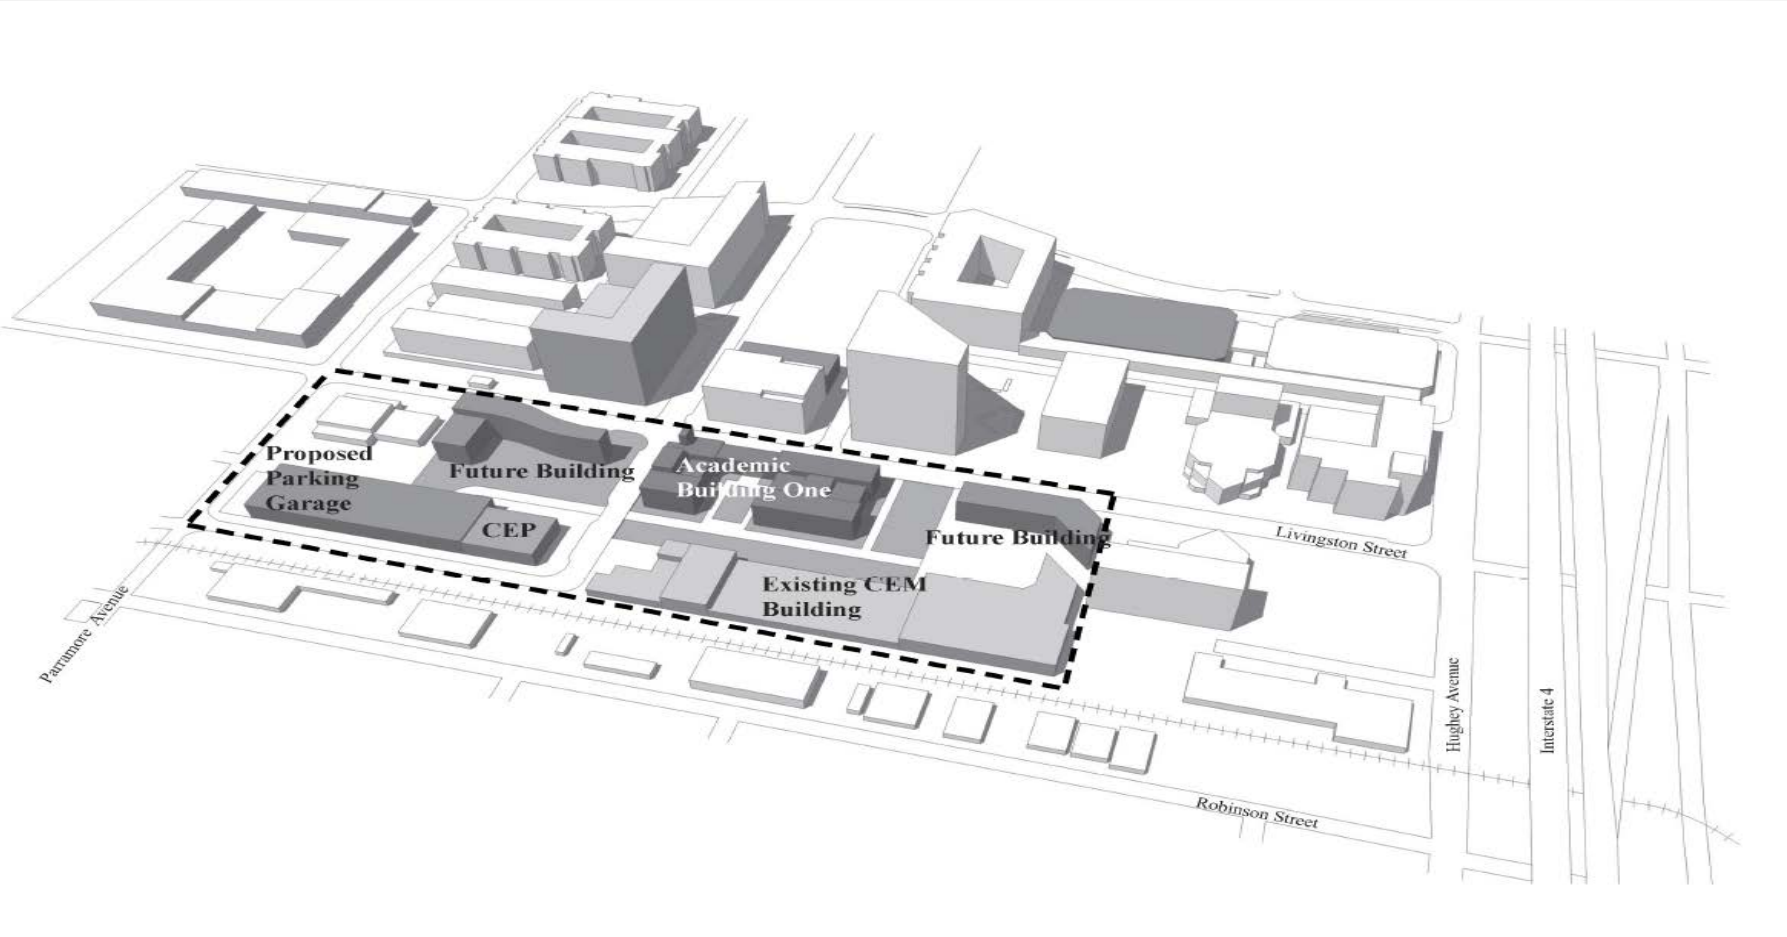 Proposed
Parking
Garage
Future Building
CEP
Academic
Building One
Future Building
Existing CEM
Building
Livingston Street
Parramore Avenue
Hughey Avenue
Interstate 4
Robinson Street